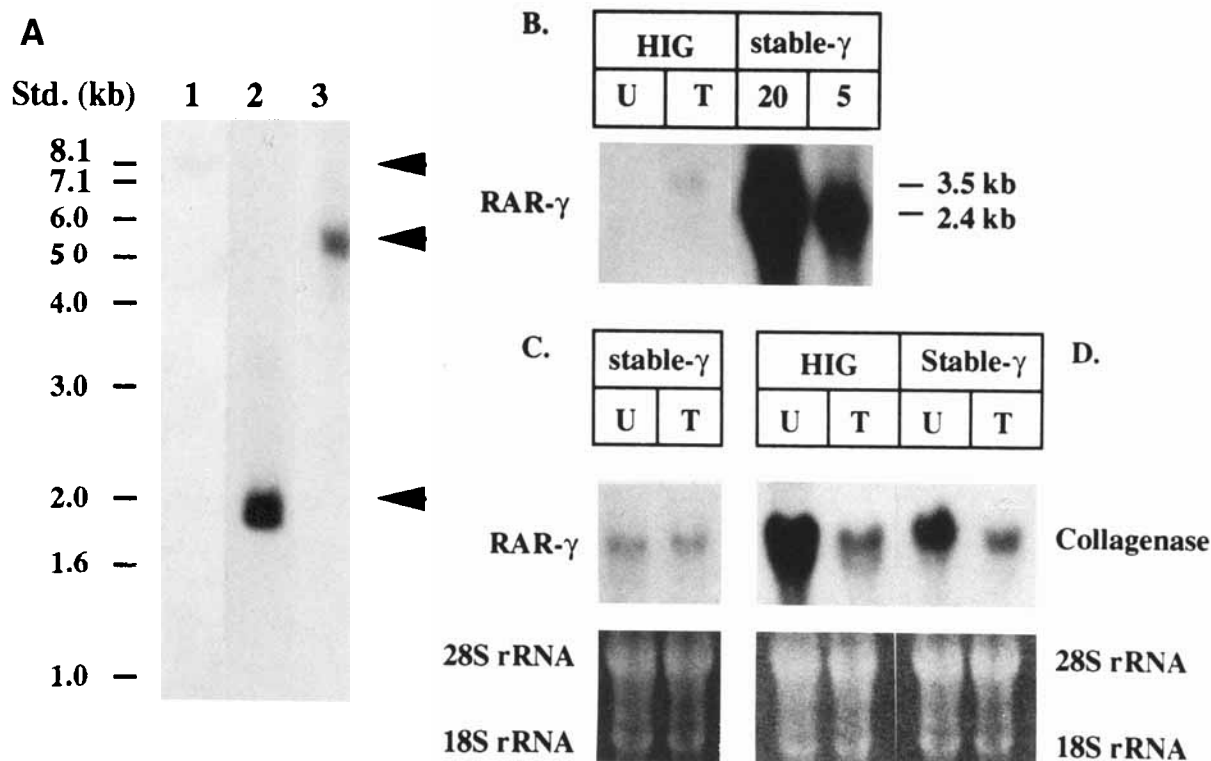 A
Std. (kb) 1 2 3
8.1
7.1
6.0
5 0
4.0
3.0
2.0
1.6
1.0
B.
HIG stable-γ
U T 20 5
RAR-γ
3.5 kb
2.4 kb
C.
stable-γ
U T
RAR-γ
28S rRNA
18S rRNA
D.
HIG Stable-γ
U T U T
Collagenase
28S rRNA
18S rRNA